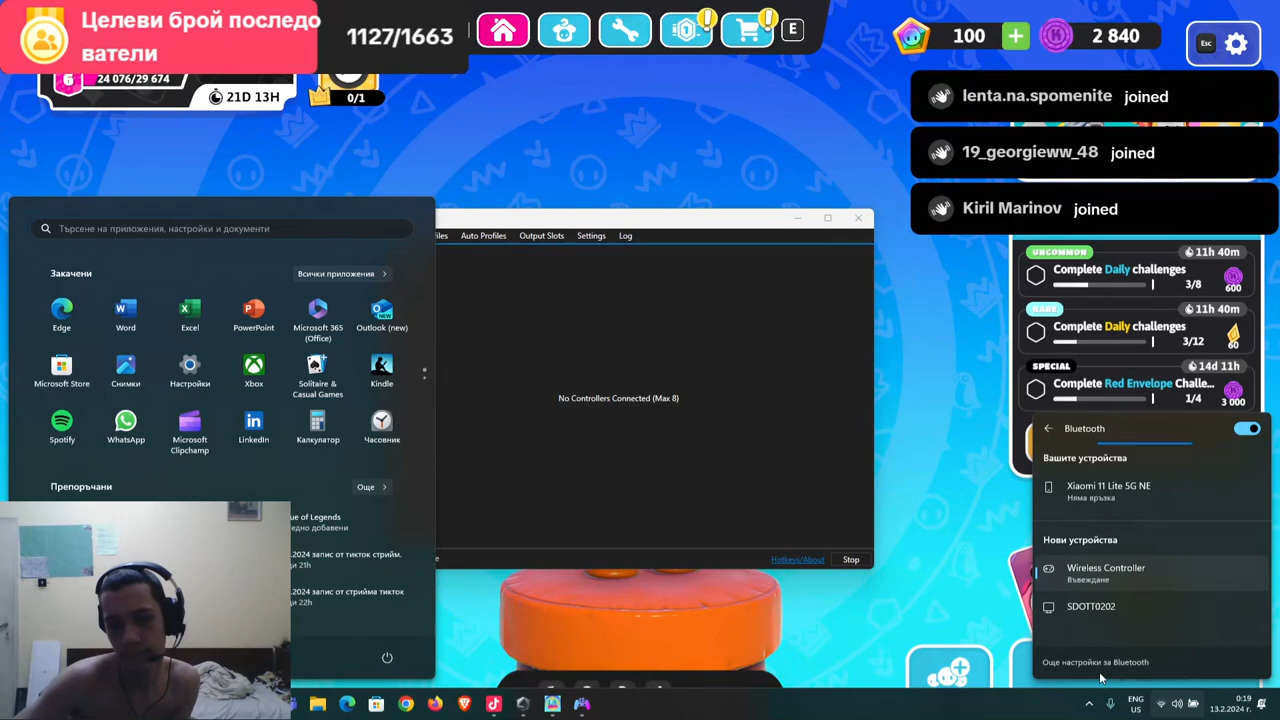 Целеви брой последо
ватели
1127/1663
E
100
2 840
Esc
6
24 076/29 674
21D 13H
0/1
lenta.na.spomenite joined
19_georgieww_48 joined
Kiril Marinov joined
UNCOMMON
11h 40m
Complete Daily challenges
3/8
600
RARE
11h 40m
Complete Daily challenges
3/12
60
SPECIAL
14d 11h
Complete Red Envelope Challe...
1/4
3 000
Търсене на приложения, настройки и документи
Закачени
Всички приложения
Edge
Word
Excel
PowerPoint
Microsoft 365
(Office)
Outlook (new)
Microsoft Store
Снимки
Настройки
Xbox
Solitaire &
Casual Games
Kindle
Spotify
WhatsApp
Microsoft
Clipchamp
LinkedIn
Калкулатор
Часовник
Препоръчани
Още
ue of Legends
едно добавени
.2024 запис от тикток стрийм.
ди 21h
.2024 запис от стрийма тикток
ди 22h
files
Auto Profiles
Output Slots
Settings
Log
No Controllers Connected (Max 8)
Hotkeys/About
Stop
Bluetooth
Вашите устройства
Xiaomi 11 Lite 5G NE
Няма връзка
Нови устройства
Wireless Controller
Въвеждане
SDOTT0202
Още настройки за Bluetooth
ENG
US
0:19
13.2.2024 г.